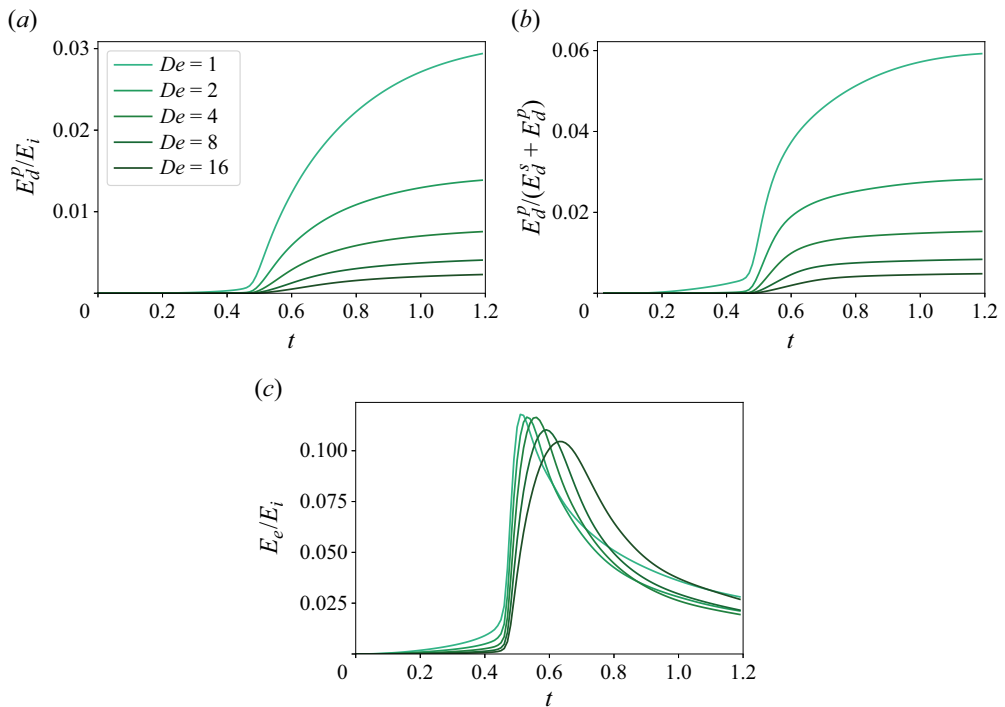 (a)
0.03
0.02
0.01
0
0.2
0.4
0.6
0.8
1.0
1.2
t
E_d^p/E_i
De = 1
De = 2
De = 4
De = 8
De = 16
(b)
0.06
0.04
0.02
0
0.2
0.4
0.6
0.8
1.0
1.2
t
E_d^p/(E_d^s + E_d^p)
(c)
0.100
0.075
0.050
0.025
0
0.2
0.4
0.6
0.8
1.0
1.2
t
E_e/E_i